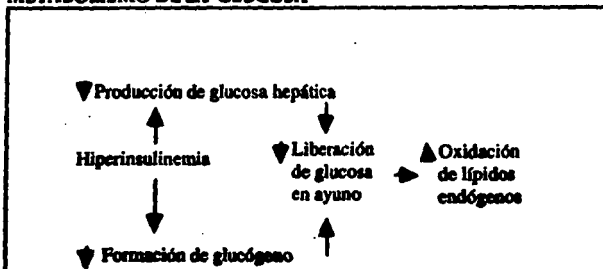 Producción de glucosa hepática
Hiperinsulinemia
Liberación
de glucosa
en ayuno
Oxidación
de lípidos
endógenos
Formación de glucógeno